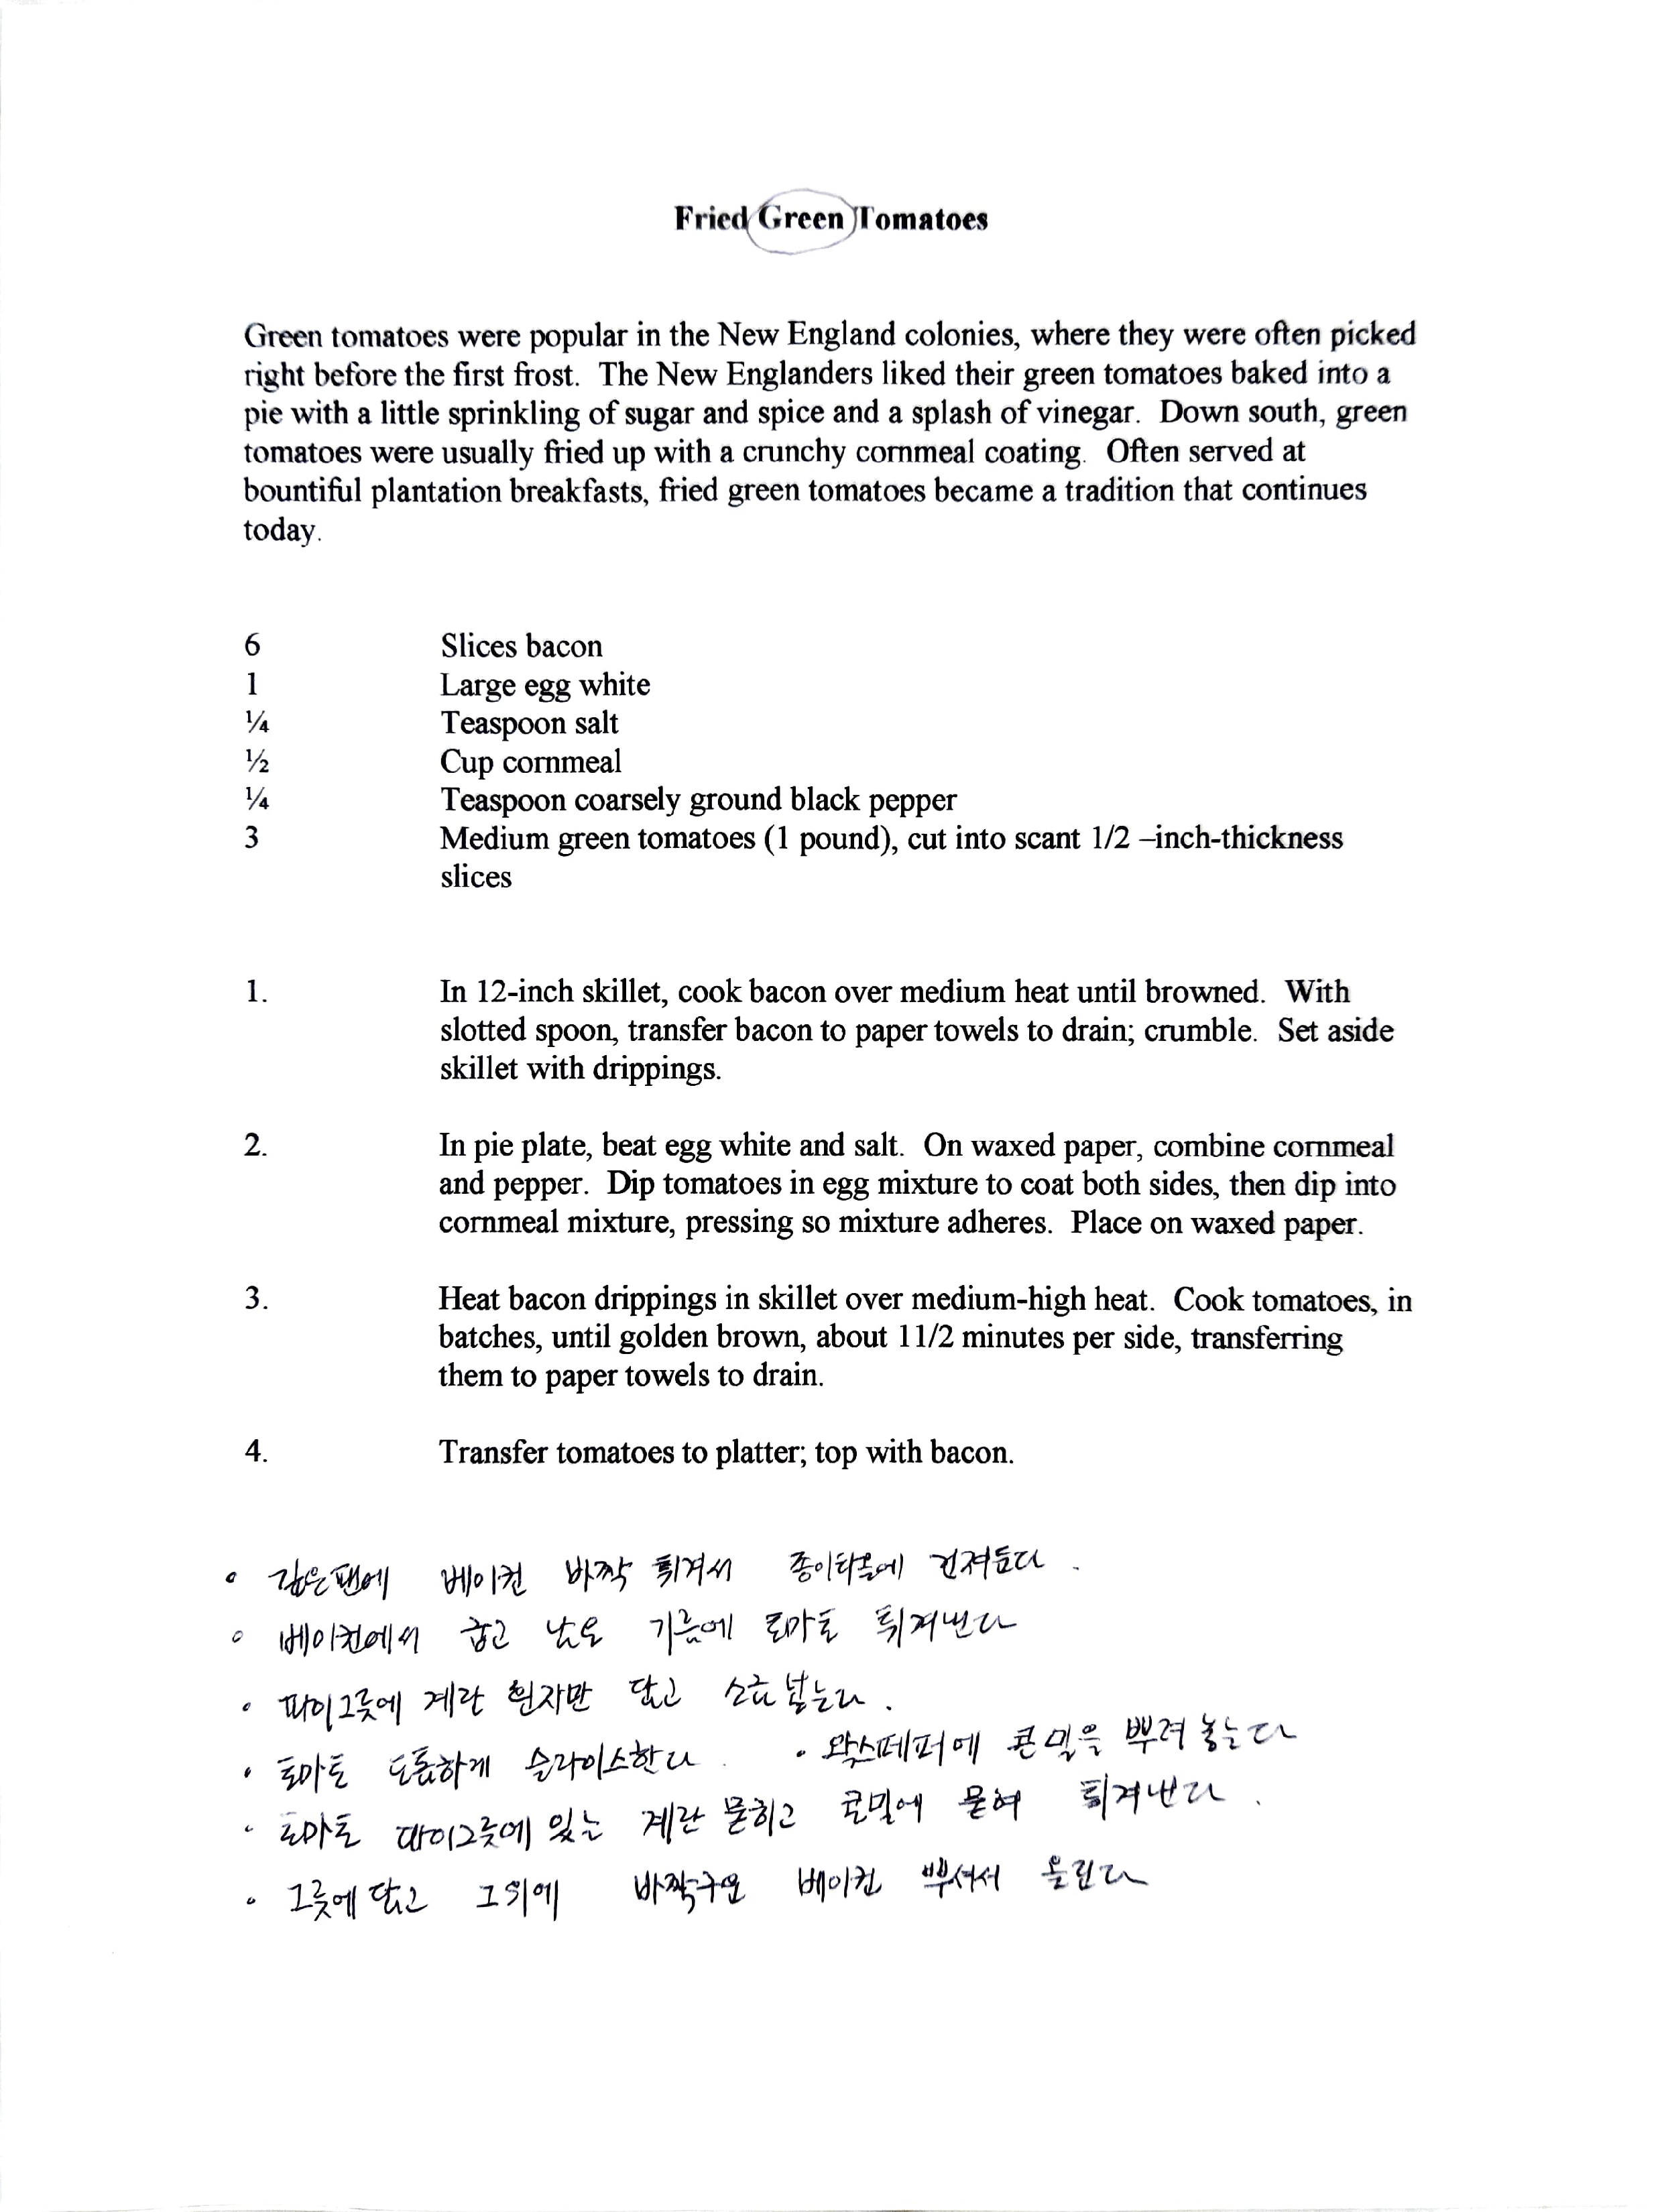 Fried Green Tomatoes
Green tomatoes were popular in the New England colonies, where they were often picked
right before the first frost.  The New Englanders liked their green tomatoes baked into a
pie with a little sprinkling of sugar and spice and a splash of vinegar.  Down south, green
tomatoes were usually fried up with a crunchy cornmeal coating.  Often served at
bountiful plantation breakfasts, fried green tomatoes became a tradition that continues
today.
6 Slices bacon
1 Large egg white
¼ Teaspoon salt
½ Cup cornmeal
¼ Teaspoon coarsely ground black pepper
3 Medium green tomatoes (1 pound), cut into scant 1/2 –inch-thickness
slices
1. In 12-inch skillet, cook bacon over medium heat until browned.  With
slotted spoon, transfer bacon to paper towels to drain; crumble.  Set aside
skillet with drippings.
2. In pie plate, beat egg white and salt.  On waxed paper, combine cornmeal
and pepper.  Dip tomatoes in egg mixture to coat both sides, then dip into
cornmeal mixture, pressing so mixture adheres.  Place on waxed paper.
3. Heat bacon drippings in skillet over medium-high heat.  Cook tomatoes, in
batches, until golden brown, about 11/2 minutes per side, transferring
them to paper towels to drain.
4. Transfer tomatoes to platter; top with bacon.
• 깊은팬에 베이컨 바짝 튀겨서 종이타올에 건져둔다.
• 베이컨에서 굽고 남은 기름에 토마토 튀겨낸다
• 파이그릇에 계란 흰자만 담고 소금 넣는다.
• 토마토 도톰하게 슬라이스한다. • 왁스페퍼에 콘밀을 뿌려 놓는다
• 토마토 파이그릇에 있는 계란 묻히고 콘밀에 묻혀 튀겨낸다.
• 그릇에 담고 그위에 바짝구운 베이컨 뿌셔서 올린다